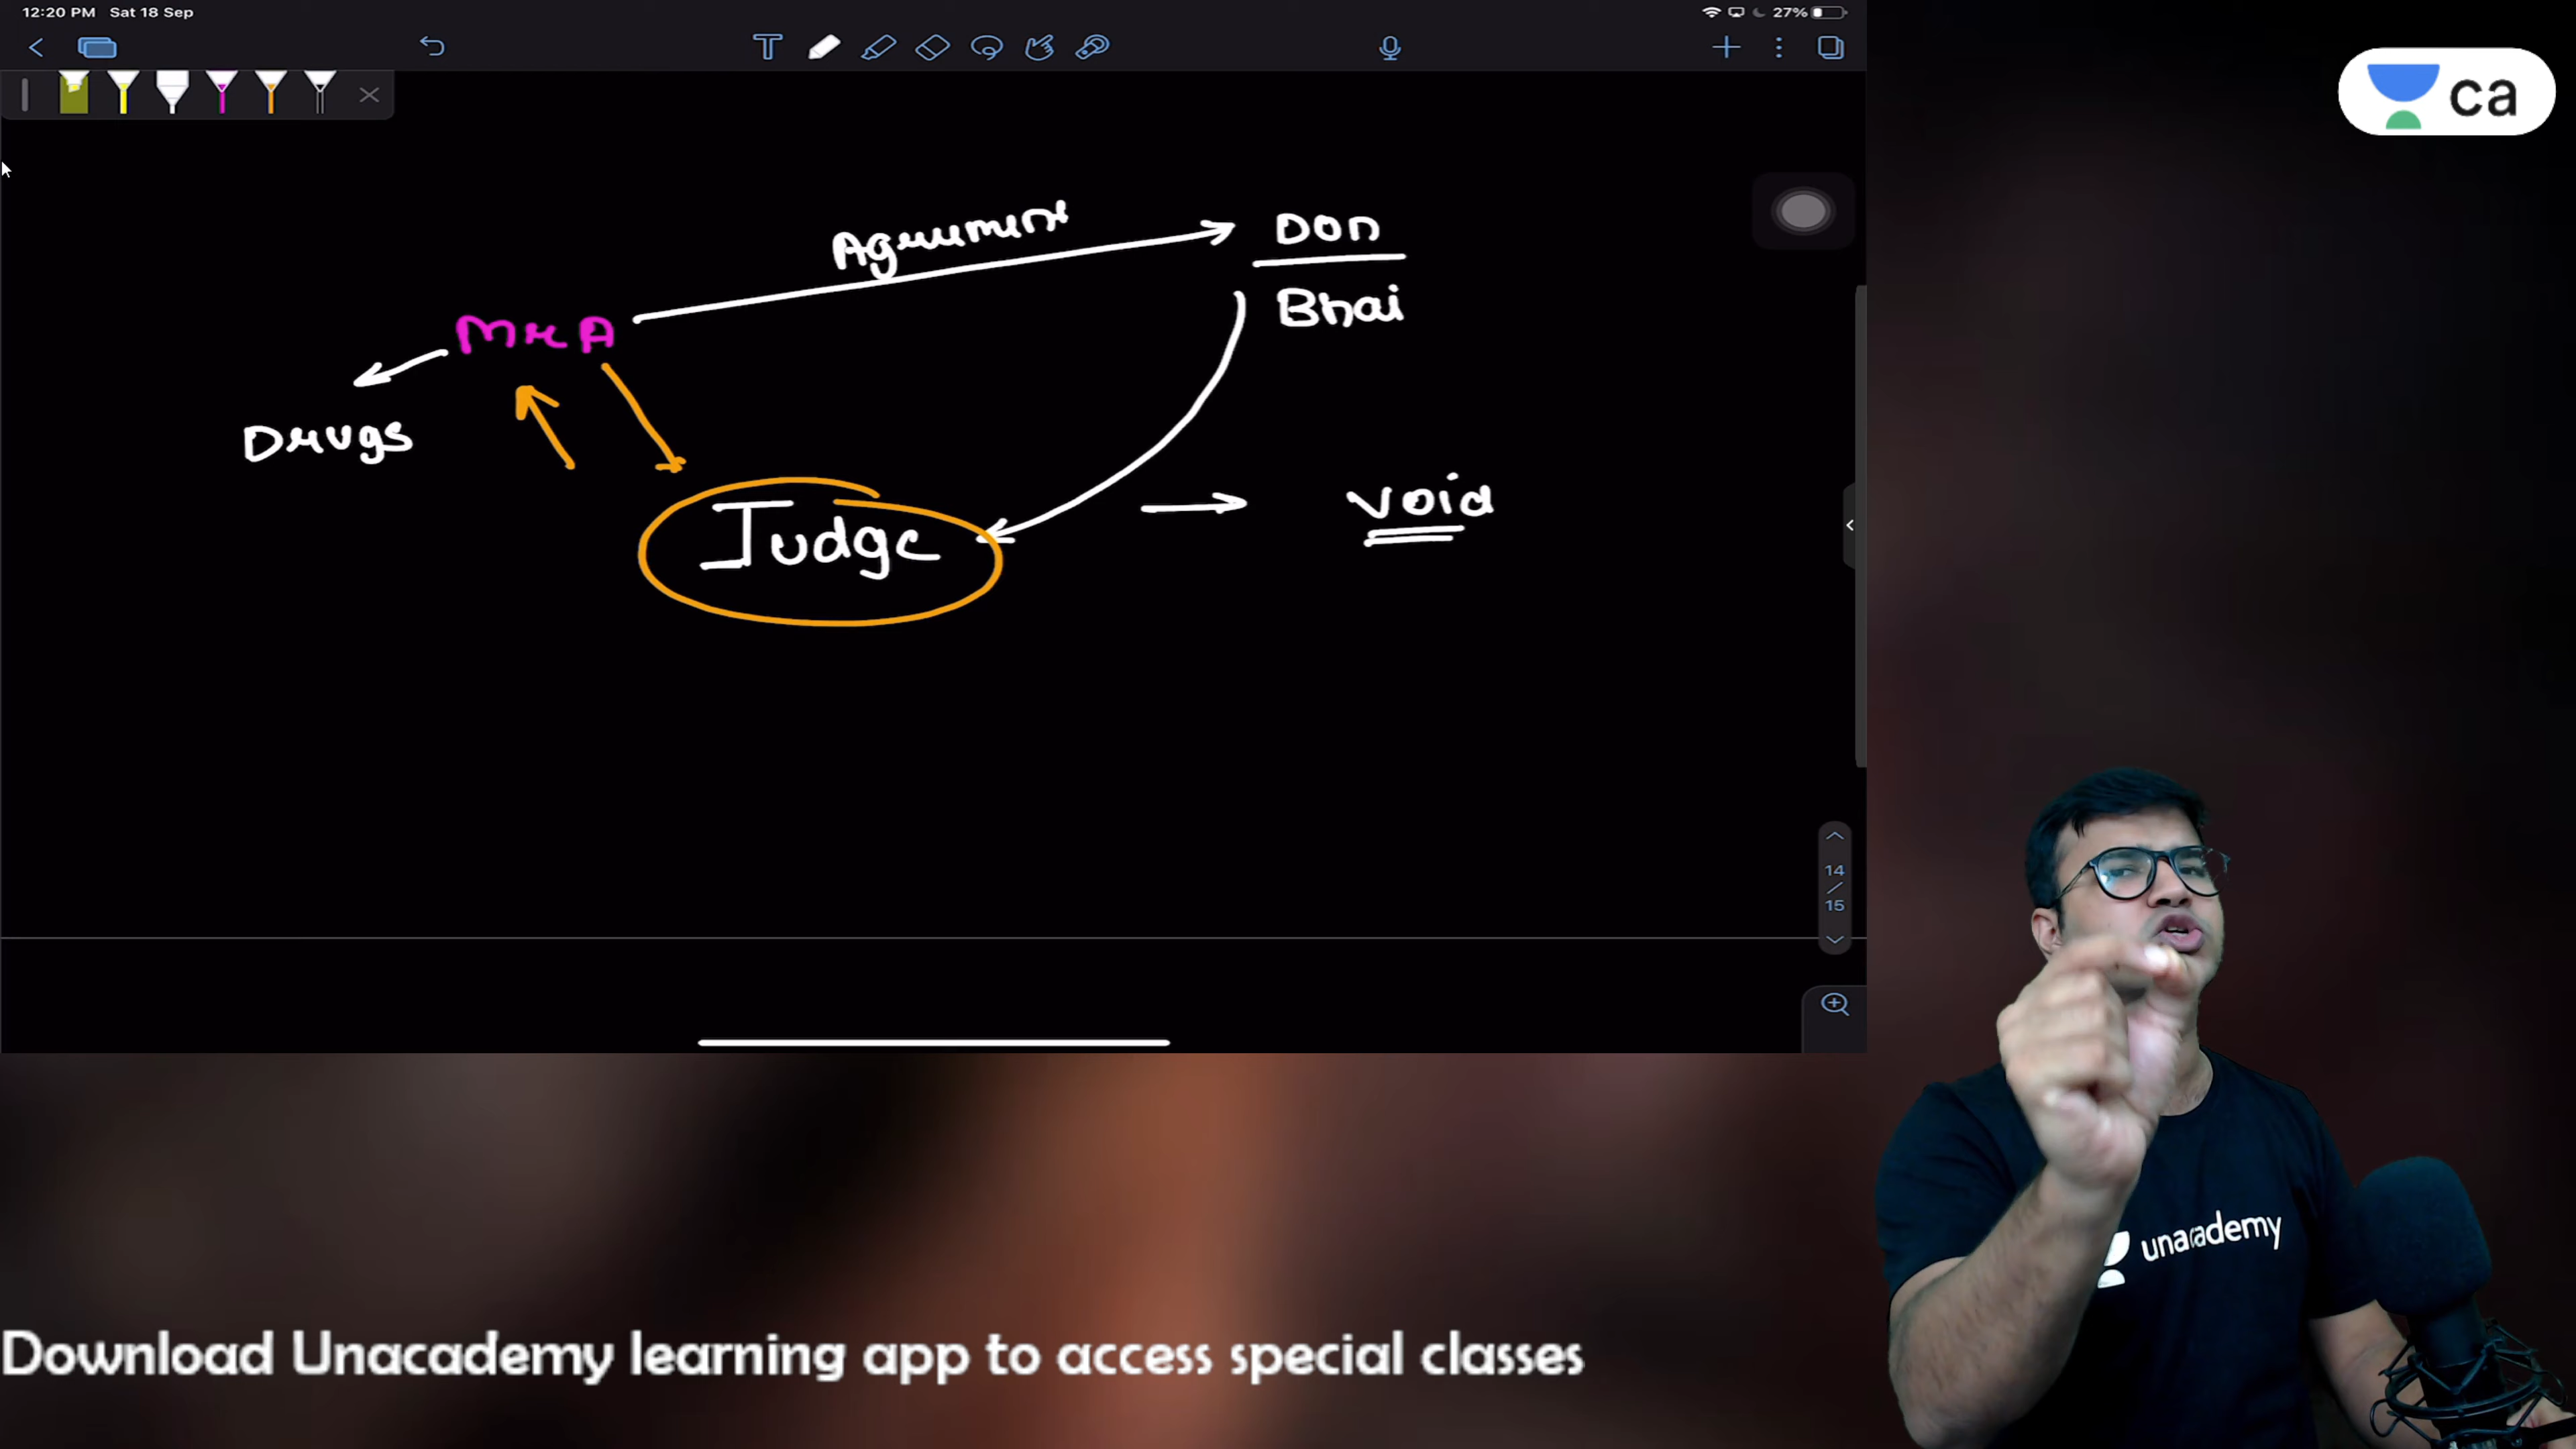 12:20 PM Sat 18 Sep
27%
T
ca
Agreement
Don
Bhai
Mr A
Drugs
Judge
void
14
15
unacademy
Download Unacademy learning app to access special classes